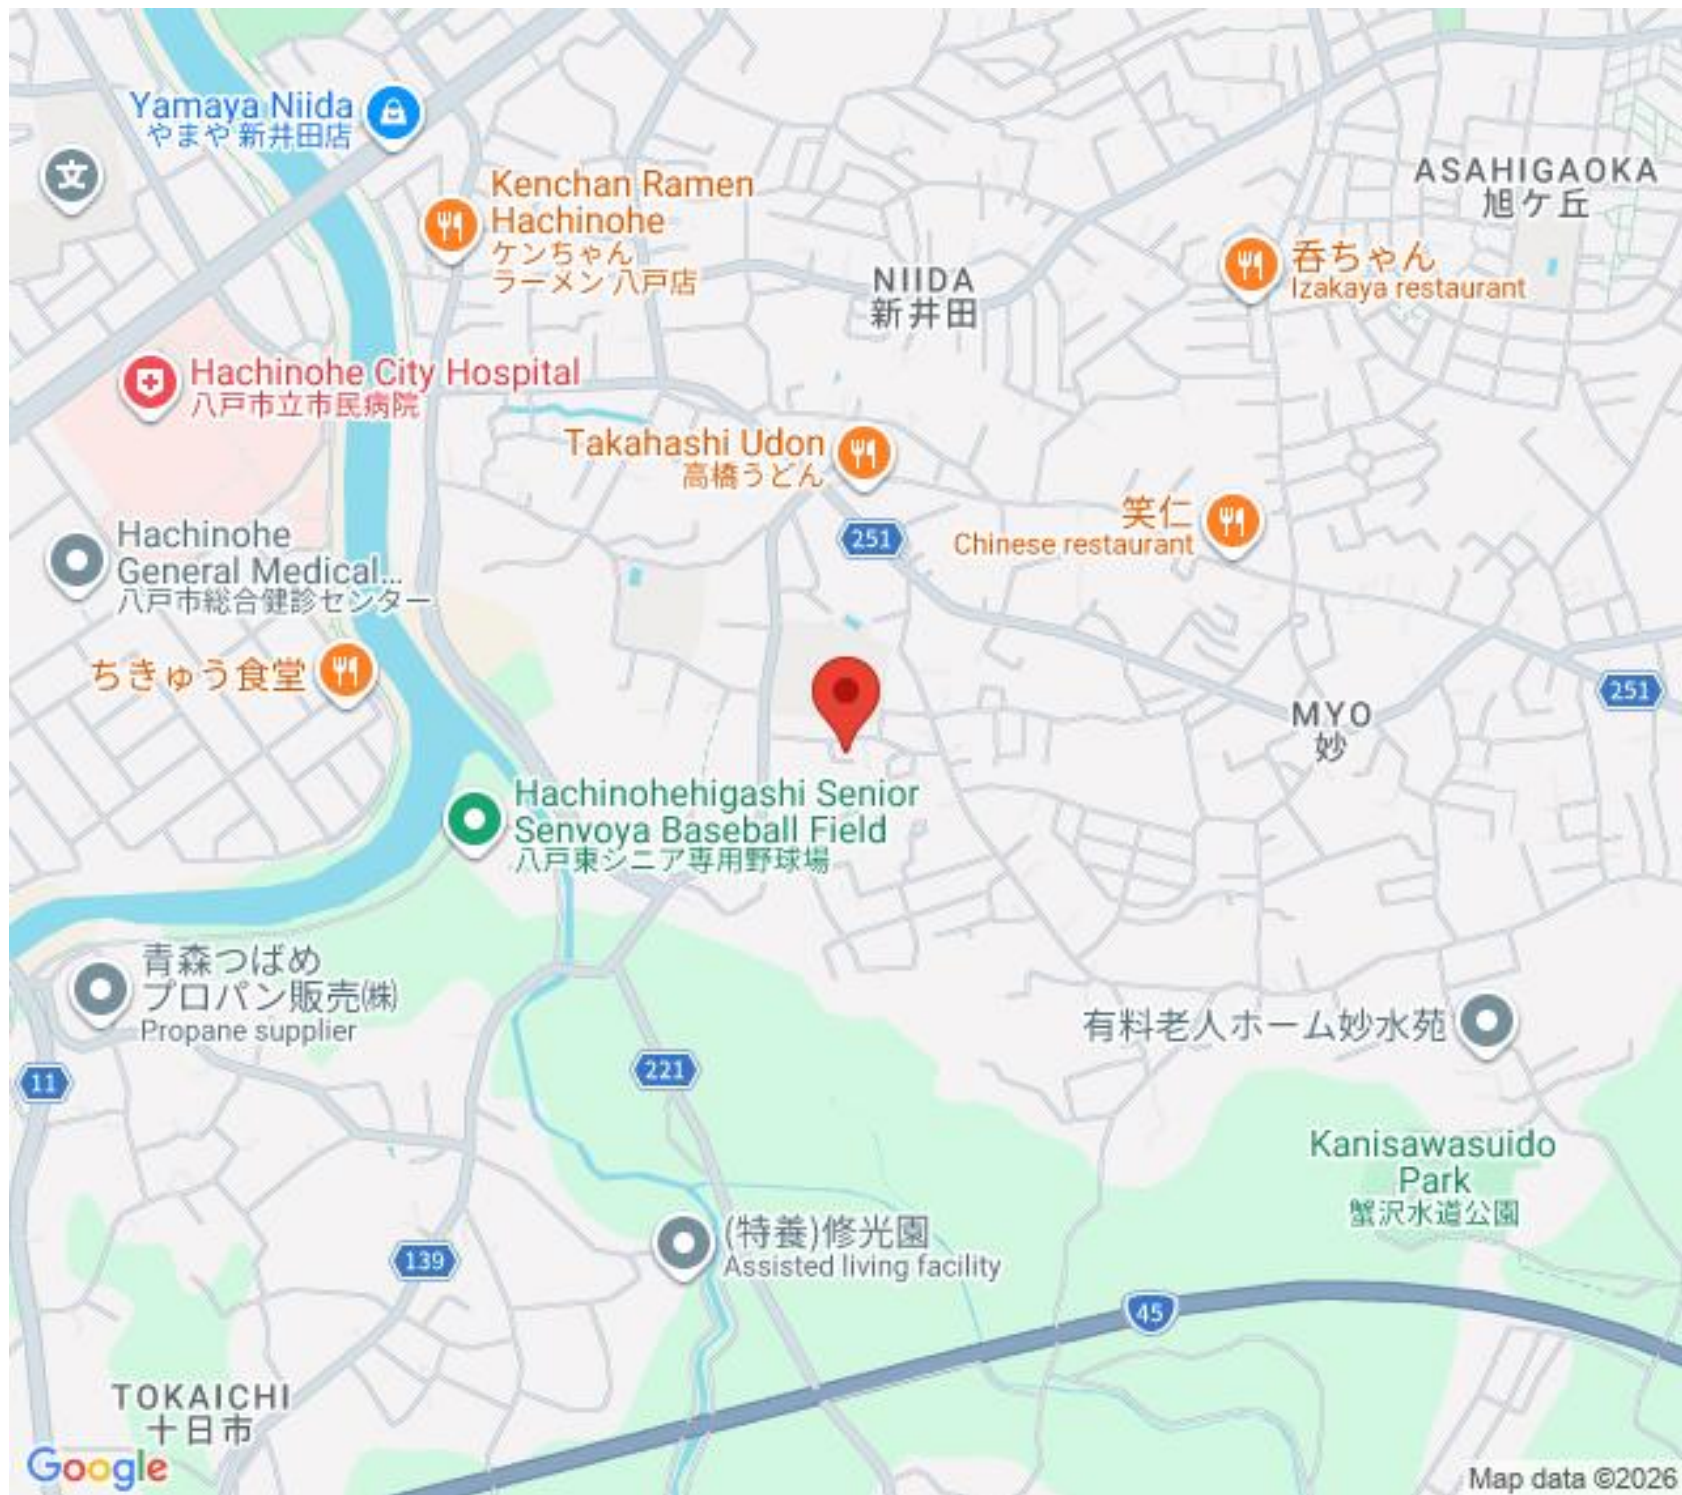 Yamaya Niida
やまや 新井田店
文
Kenchan Ramen
Hachinohe
ケンちゃん
ラーメン 八戸店
ASAHIGAOKA
旭ケ丘
NIIDA
新井田
呑ちゃん
Izakaya restaurant
Hachinohe City Hospital
八戸市立市民病院
Takahashi Udon
高橋うどん
251
笑仁
Chinese restaurant
Hachinohe
General Medical...
八戸市総合健診センター
ちきゅう食堂
251
MYO
妙
Hachinohehigashi Senior
Senvoya Baseball Field
八戸東シニア専用野球場
青森つばめ
プロパン販売㈱
Propane supplier
有料老人ホーム妙水苑
11
221
Kanisawasuido
Park
蟹沢水道公園
(特養)修光園
Assisted living facility
139
45
TOKAICHI
十日市
Google
Map data ©2026